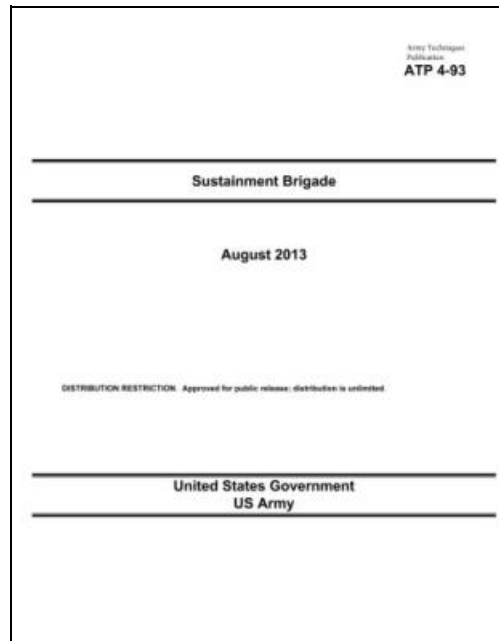 Army Techniques
Publication
ATP 4-93
Sustainment Brigade
August 2013
DISTRIBUTION RESTRICTION. Approved for public release; distribution is unlimited.
United States Government
US Army